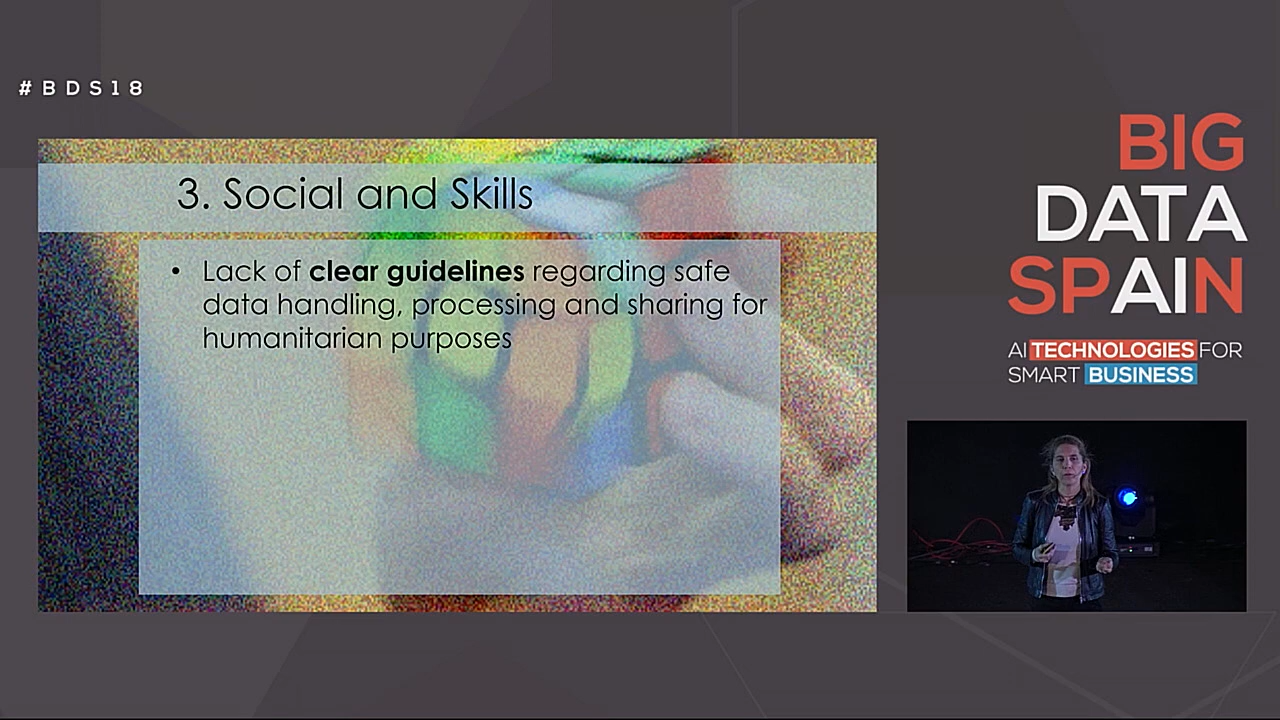 #BDS18
3. Social and Skills
• Lack of clear guidelines regarding safe
data handling, processing and sharing for
humanitarian purposes
BIG
DATA
SPAIN
AI TECHNOLOGIES FOR
SMART BUSINESS